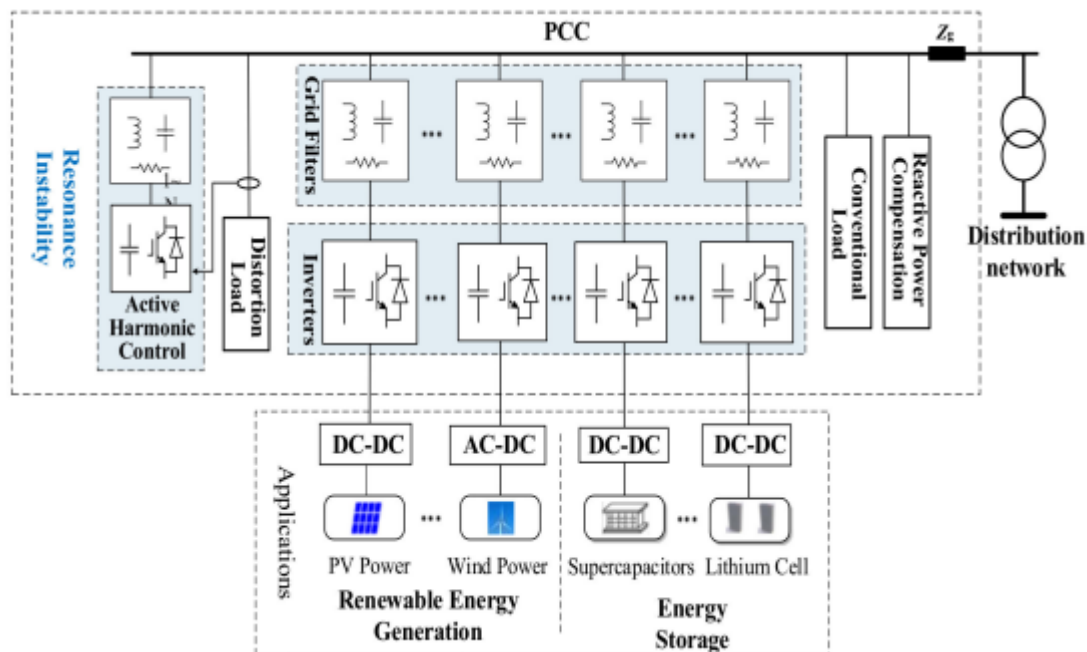 PCC
Zg
Grid Filters
Resonance
Instability
Active
Harmonic
Control
Distortion
Load
Inverters
Conventional
Load
Reactive Power
Compensation
Distribution
network
Applications
DC-DC
AC-DC
DC-DC
DC-DC
PV Power
Wind Power
Supercapacitors
Lithium Cell
Renewable Energy
Generation
Energy
Storage